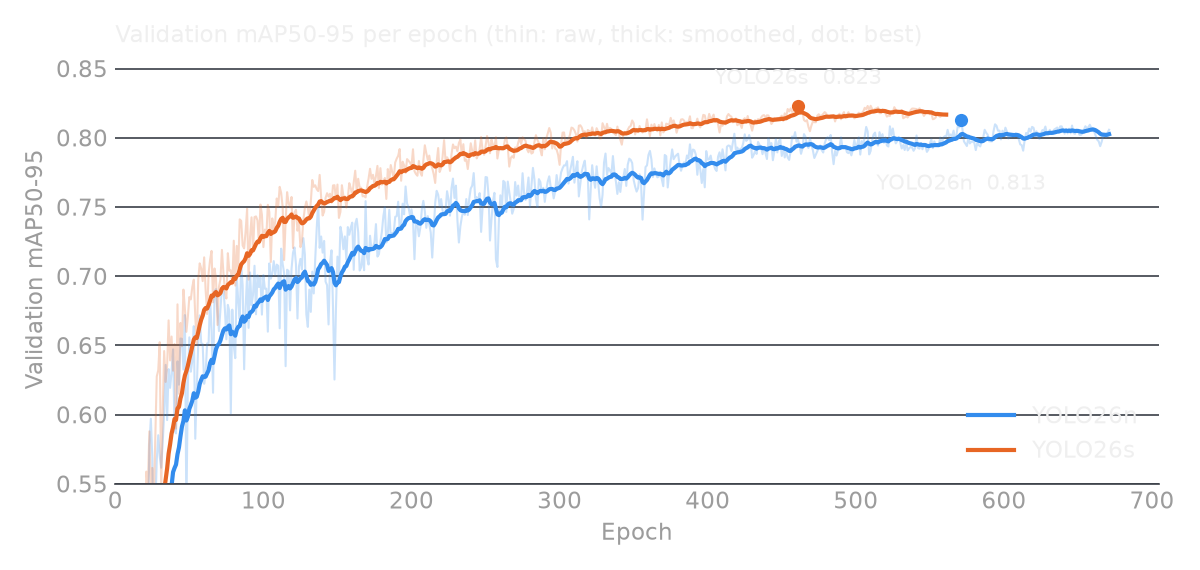 Validation mAP50-95 per epoch (thin: raw, thick: smoothed, dot: best)
0.85
YOLO26s 0.823
0.80
YOLO26n 0.813
0.75
0.70
0.65
0.60
0.55
Validation mAP50-95
YOLO26n
YOLO26s
0 100 200 300 400 500 600 700
Epoch